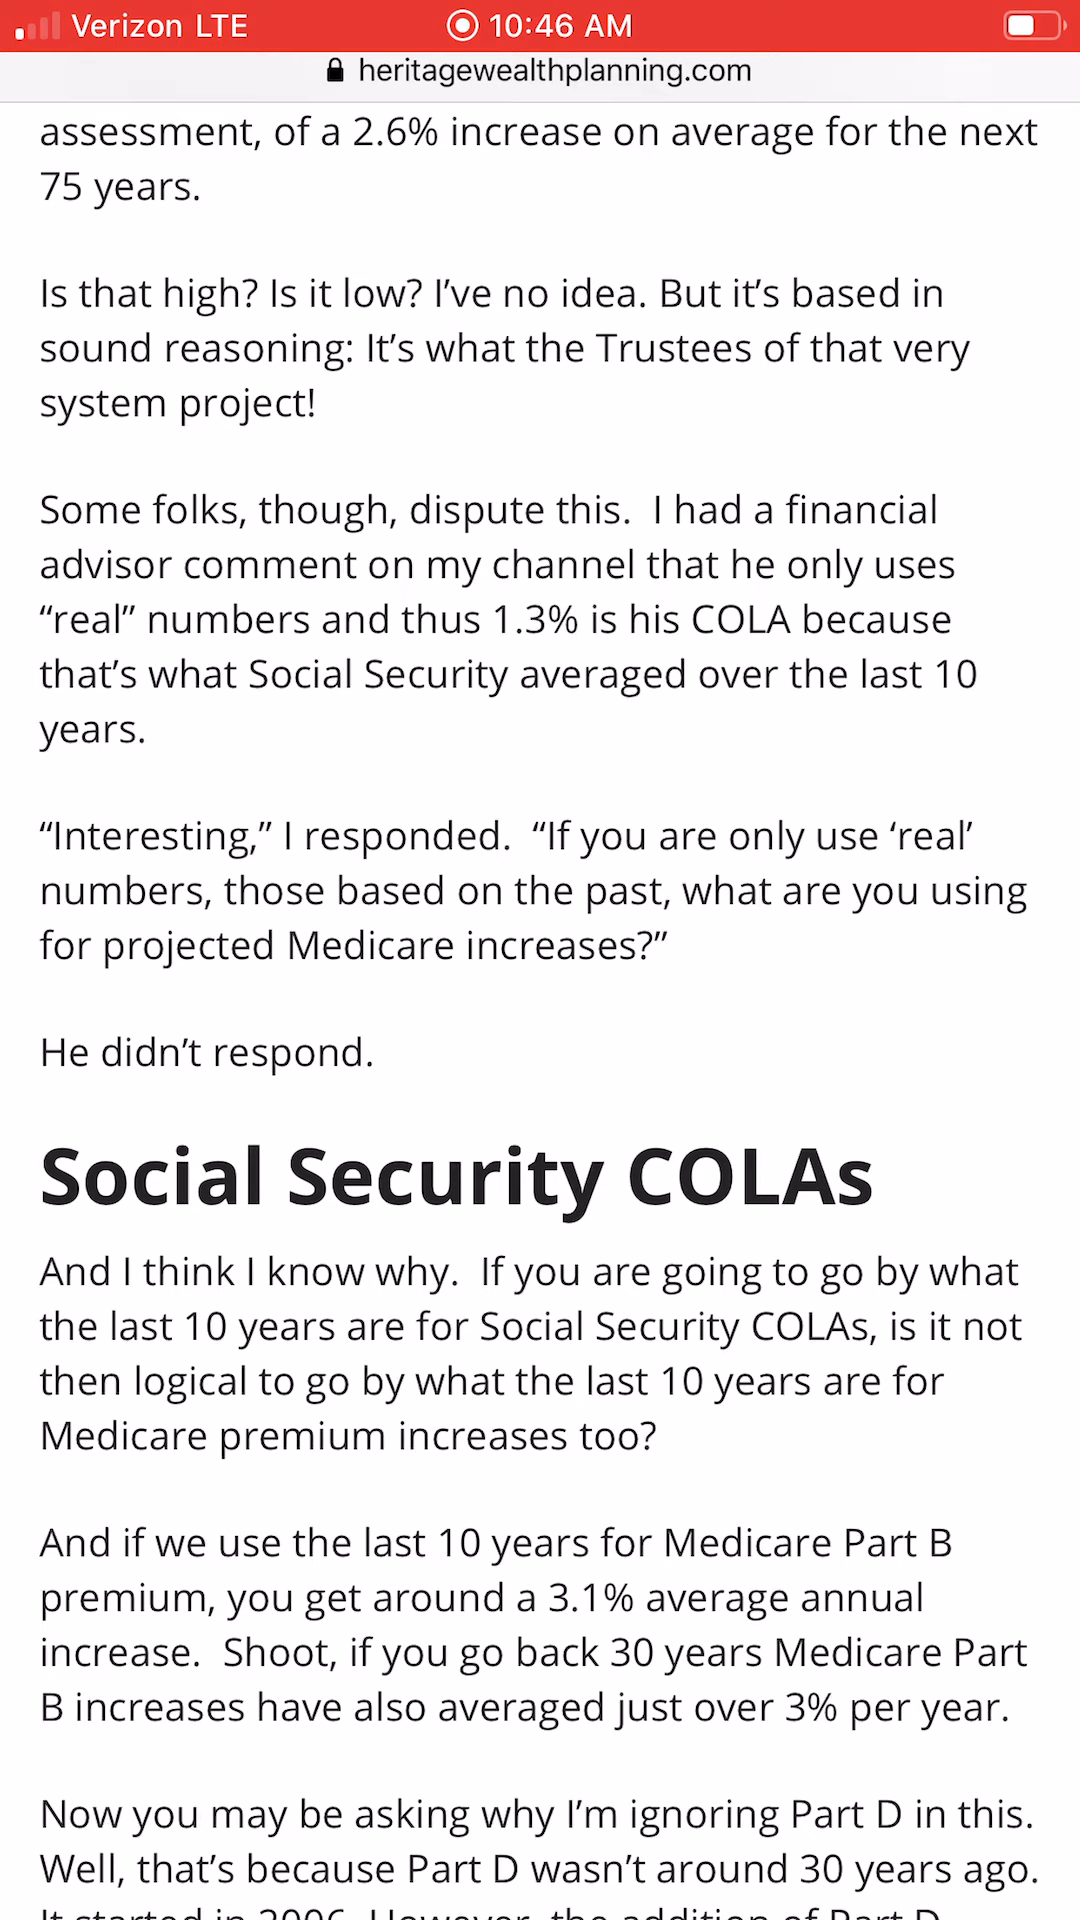 Verizon LTE 10:46 AM
heritagewealthplanning.com
assessment, of a 2.6% increase on average for the next
75 years.
Is that high? Is it low? I’ve no idea. But it’s based in
sound reasoning: It’s what the Trustees of that very
system project!
Some folks, though, dispute this.  I had a financial
advisor comment on my channel that he only uses
“real” numbers and thus 1.3% is his COLA because
that’s what Social Security averaged over the last 10
years.
“Interesting,” I responded.  “If you are only use ‘real’
numbers, those based on the past, what are you using
for projected Medicare increases?”
He didn’t respond.
Social Security COLAs
And I think I know why.  If you are going to go by what
the last 10 years are for Social Security COLAs, is it not
then logical to go by what the last 10 years are for
Medicare premium increases too?
And if we use the last 10 years for Medicare Part B
premium, you get around a 3.1% average annual
increase.  Shoot, if you go back 30 years Medicare Part
B increases have also averaged just over 3% per year.
Now you may be asking why I’m ignoring Part D in this.
Well, that’s because Part D wasn’t around 30 years ago.
It started in 2006. However, the addition of Part D